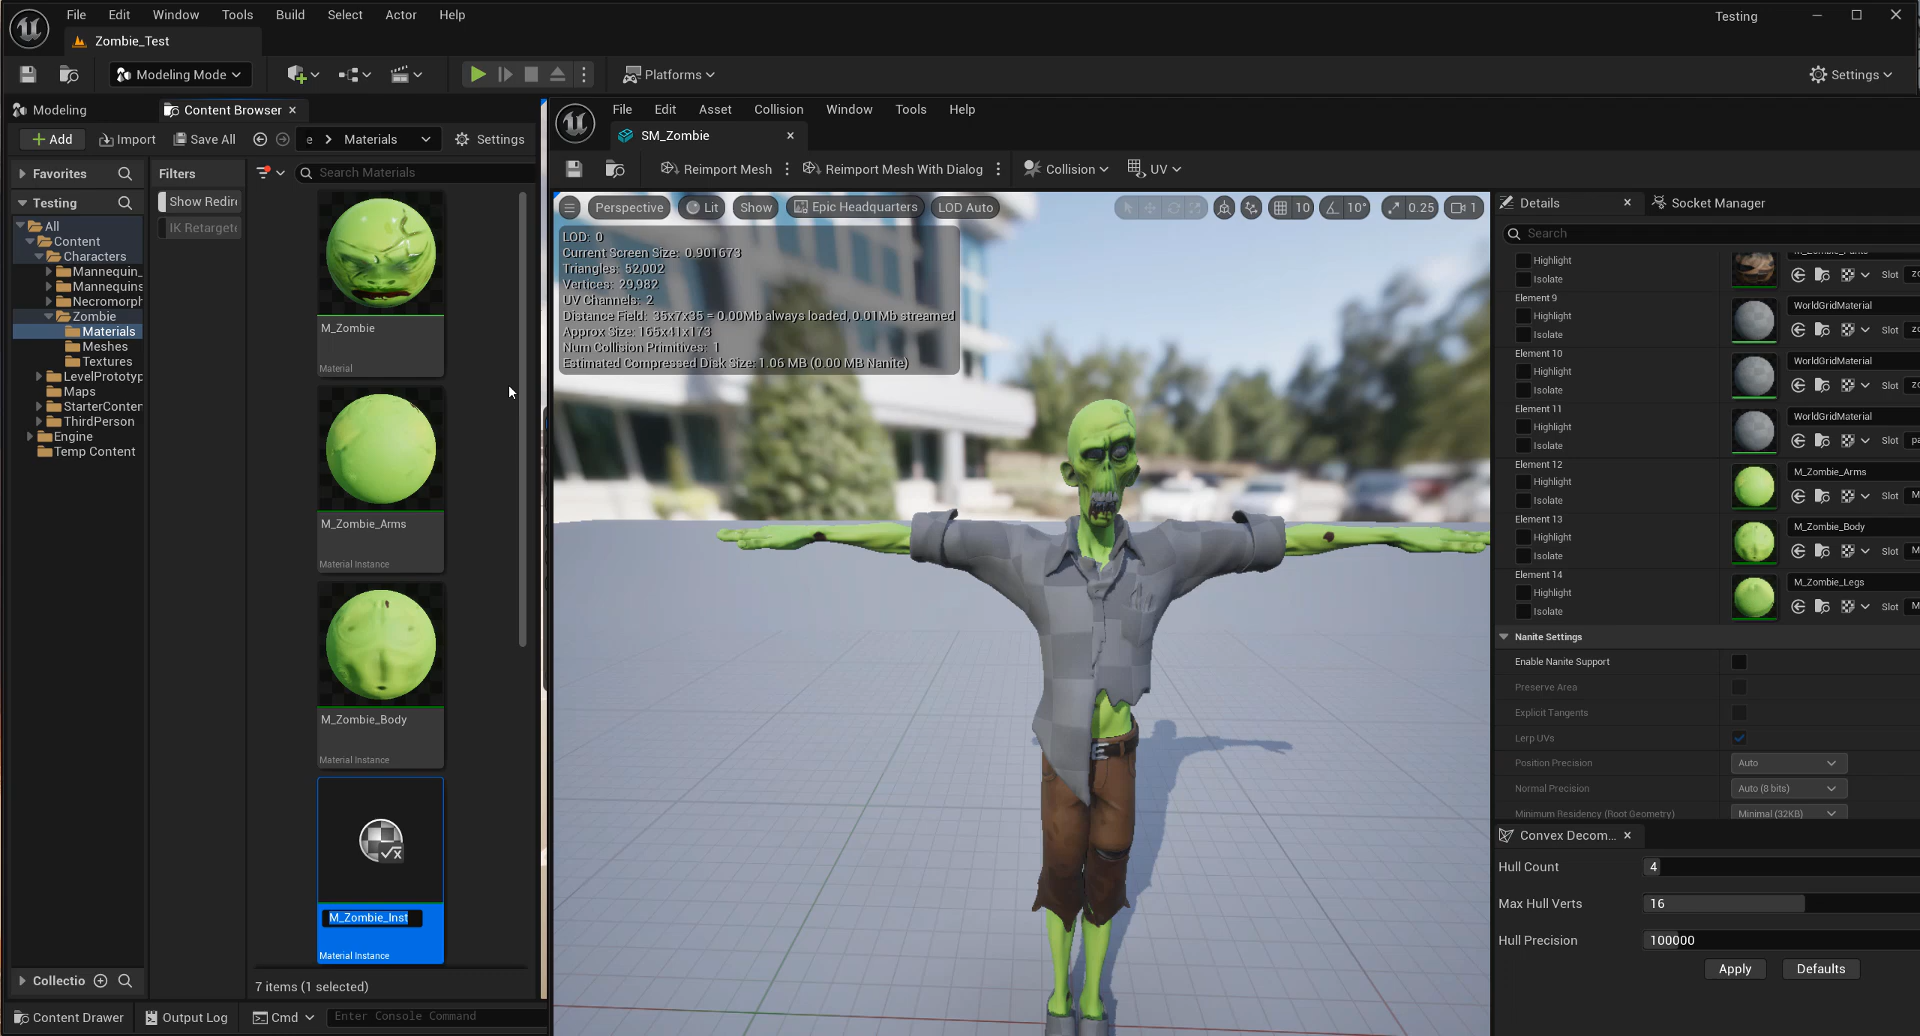 File Edit Window Tools Build Select Actor Help
Testing
Zombie_Test
Modeling Mode
Platforms
Settings
Modeling
Content Browser
Add
Import
Save All
e > Materials
Settings
Favorites
Testing
All
Content
Characters
Mannequin_
Mannequins
Necromorph
Zombie
Materials
Meshes
Textures
LevelPrototyp
Maps
StarterConter
ThirdPerson
Engine
Temp Content
Collectio
Filters
Show Redir
IK Retargete
Search Materials
M_Zombie
Material
M_Zombie_Arms
Material Instance
M_Zombie_Body
Material Instance
M_Zombie_Inst
Material Instance
7 items (1 selected)
Content Drawer
Output Log
Cmd
Enter Console Command
File Edit Asset Collision Window Tools Help
SM_Zombie
Reimport Mesh
Reimport Mesh With Dialog
Collision
UV
Perspective
Lit
Show
Epic Headquarters
LOD Auto
10
10°
0.25
1
LOD: 0
Current Screen Size: 0.901673
Triangles: 52,002
Vertices: 29,982
UV Channels: 2
Distance Field: 35x7x35 = 0.00Mb always loaded, 0.01Mb streamed
Approx Size: 165x41x173
Num Collision Primitives: 1
Estimated Compressed Disk Size: 1.06 MB (0.00 MB Nanite)
Details
Socket Manager
Search
Highlight
Isolate
Slot
Element 9
Highlight
Isolate
WorldGridMaterial
Slot
Element 10
Highlight
Isolate
WorldGridMaterial
Slot
Element 11
Highlight
Isolate
WorldGridMaterial
Slot
Element 12
Highlight
Isolate
M_Zombie_Arms
Slot
Element 13
Highlight
Isolate
M_Zombie_Body
Slot
Element 14
Highlight
Isolate
M_Zombie_Legs
Slot
Nanite Settings
Enable Nanite Support
Preserve Area
Explicit Tangents
Lerp UVs
Position Precision
Auto
Normal Precision
Auto (8 bits)
Minimum Residency (Root Geometry)
Minimal (32KB)
Convex Decom...
Hull Count
4
Max Hull Verts
16
Hull Precision
100000
Apply
Defaults